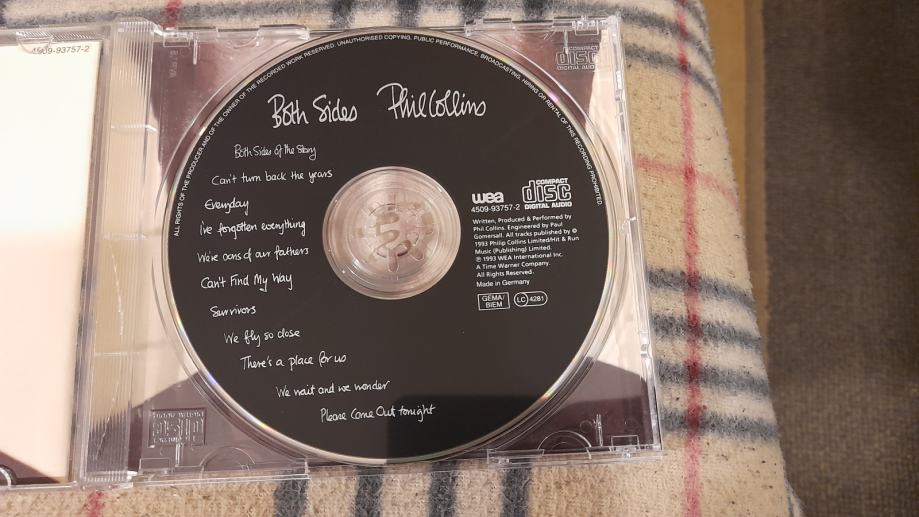 4509-93757-2
ALL RIGHTS OF THE PRODUCER AND OF THE OWNER OF THE RECORDED WORK RESERVED. UNAUTHORISED COPYING, PUBLIC PERFORMANCE, BROADCASTING, HIRING OR RENTAL OF THIS RECORDING PROHIBITED.
Both Sides Phil Collins
Both Sides Of the Story
Can't turn back the years
Everyday
I've forgotten everything
We're sons of our fathers
Can't Find My Way
Survivors
We fly so close
There's a place for us
We wait and we wonder
Please Come Out tonight
wea
COMPACT
disc
DIGITAL AUDIO
4509-93757-2
Written, Produced & Performed by
Phil Collins. Engineered by Paul
Gomersall. All tracks published by ©
1993 Philip Collins Limited/Hit & Run
Music (Publishing) Limited.
℗ 1993 WEA International Inc.
A Time Warner Company.
All Rights Reserved.
Made in Germany
GEMA/
BIEM
LC 4281
COMPACT
disc
DIGITAL AUDIO